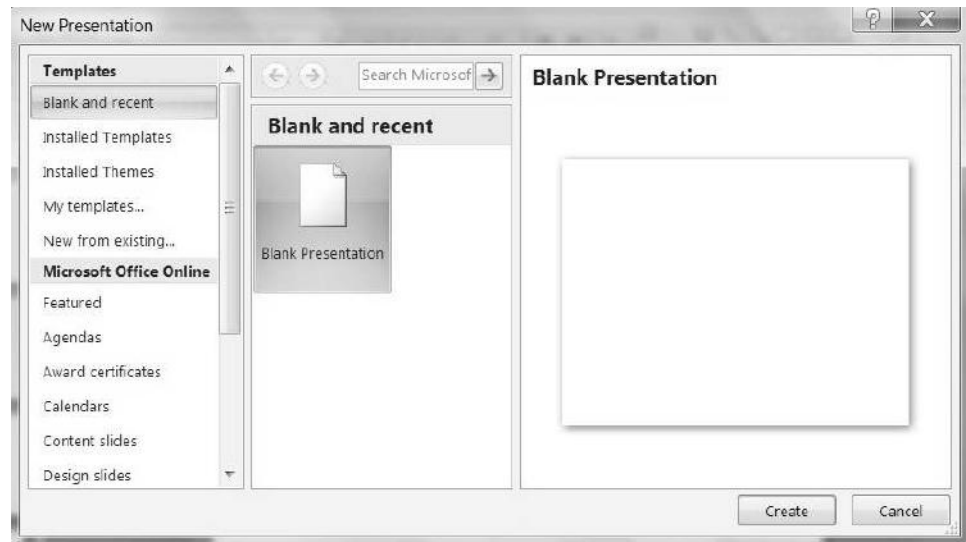 New Presentation
Templates
Blank and recent
Installed Templates
Installed Themes
My templates...
New from existing...
Microsoft Office Online
Featured
Agendas
Award certificates
Calendars
Content slides
Design slides
Search Microsof
Blank and recent
Blank Presentation
Blank Presentation
Create
Cancel